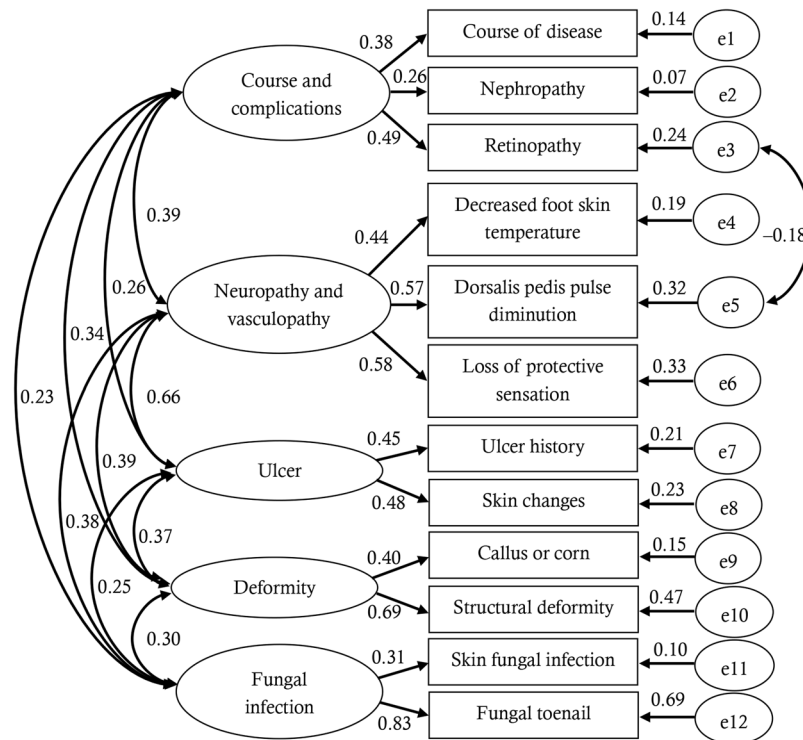 0.14
Course of disease
e1
0.38
Course and
complications
0.26
Nephropathy
0.07
e2
0.49
Retinopathy
0.24
e3
0.39
0.44
Decreased foot skin
temperature
0.19
e4
–0.18
0.26
Neuropathy and
vasculopathy
0.57
Dorsalis pedis pulse
diminution
0.32
e5
0.34
0.58
Loss of protective
sensation
0.33
e6
0.23
0.66
0.45
Ulcer history
0.21
e7
0.39
Ulcer
0.48
Skin changes
0.23
e8
0.38
0.37
0.40
Callus or corn
0.15
e9
0.25
Deformity
0.69
Structural deformity
0.47
e10
0.30
0.31
Skin fungal infection
0.10
e11
Fungal
infection
0.83
Fungal toenail
0.69
e12